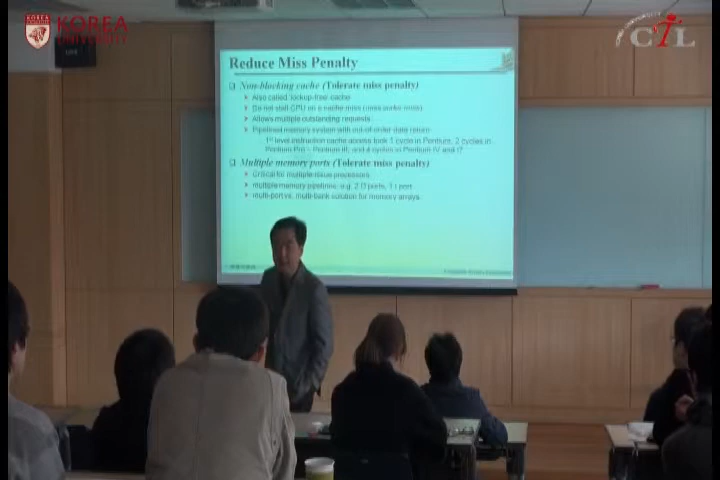 KOREA
UNIVERSITY
KOREA
CTL
Reduce Miss Penalty
Non-blocking cache (Tolerate miss penalty)
Also called 'lockup-free' cache
Do not stall CPU on a cache miss
Allows multiple outstanding requests
Pipelined memory system with out-of-order data return
1st level instruction cache access took 1 cycle in Pentium, 2 cycles in
Pentium Pro ~ Pentium III, and 4 cycles in Pentium IV and i7
Multiple memory ports (Tolerate miss penalty)
Critical for multiple issue processors
multiple memory pipelines, e.g. 2 D ports, 1 I port
multi-port vs. multi-bank solution for memory arrays